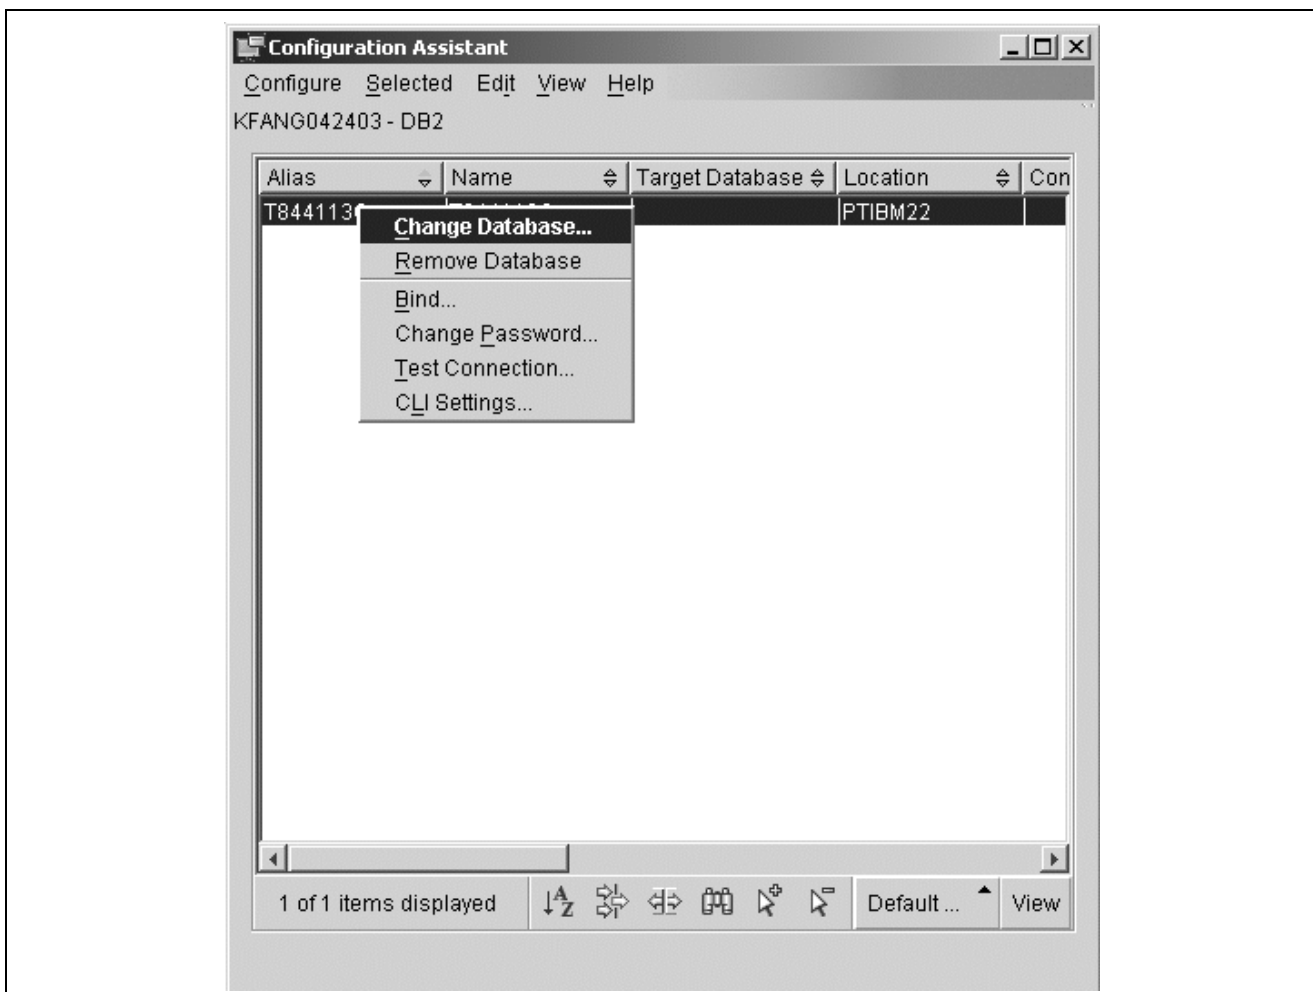 Configuration Assistant
Configure Selected Edit View Help
KFANG042403 - DB2
Alias Name Target Database Location Con
PTIBM22
Change Database...
Remove Database
Bind...
Change Password...
Test Connection...
CLI Settings...
1 of 1 items displayed Default ... View